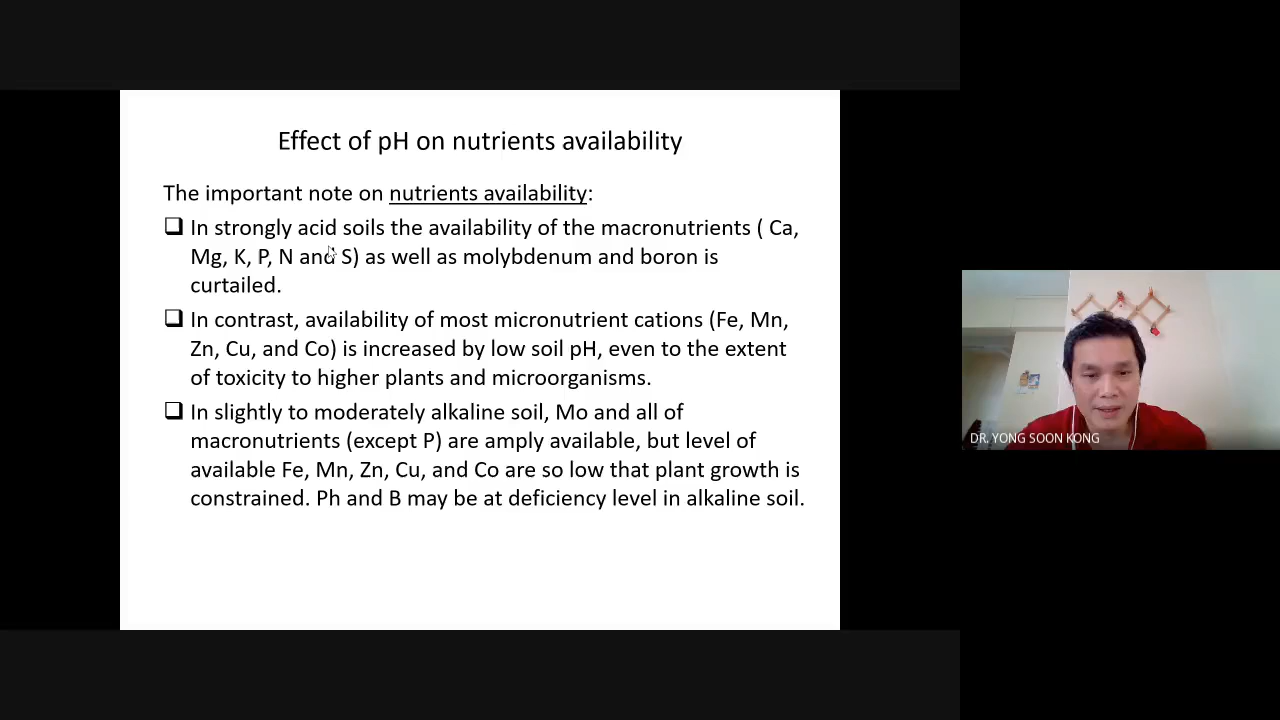 Effect of pH on nutrients availability
The important note on nutrients availability:
In strongly acid soils the availability of the macronutrients ( Ca,
Mg, K, P, N and S) as well as molybdenum and boron is
curtailed.
In contrast, availability of most micronutrient cations (Fe, Mn,
Zn, Cu, and Co) is increased by low soil pH, even to the extent
of toxicity to higher plants and microorganisms.
In slightly to moderately alkaline soil, Mo and all of
macronutrients (except P) are amply available, but level of
available Fe, Mn, Zn, Cu, and Co are so low that plant growth is
constrained. Ph and B may be at deficiency level in alkaline soil.
DR. YONG SOON KONG